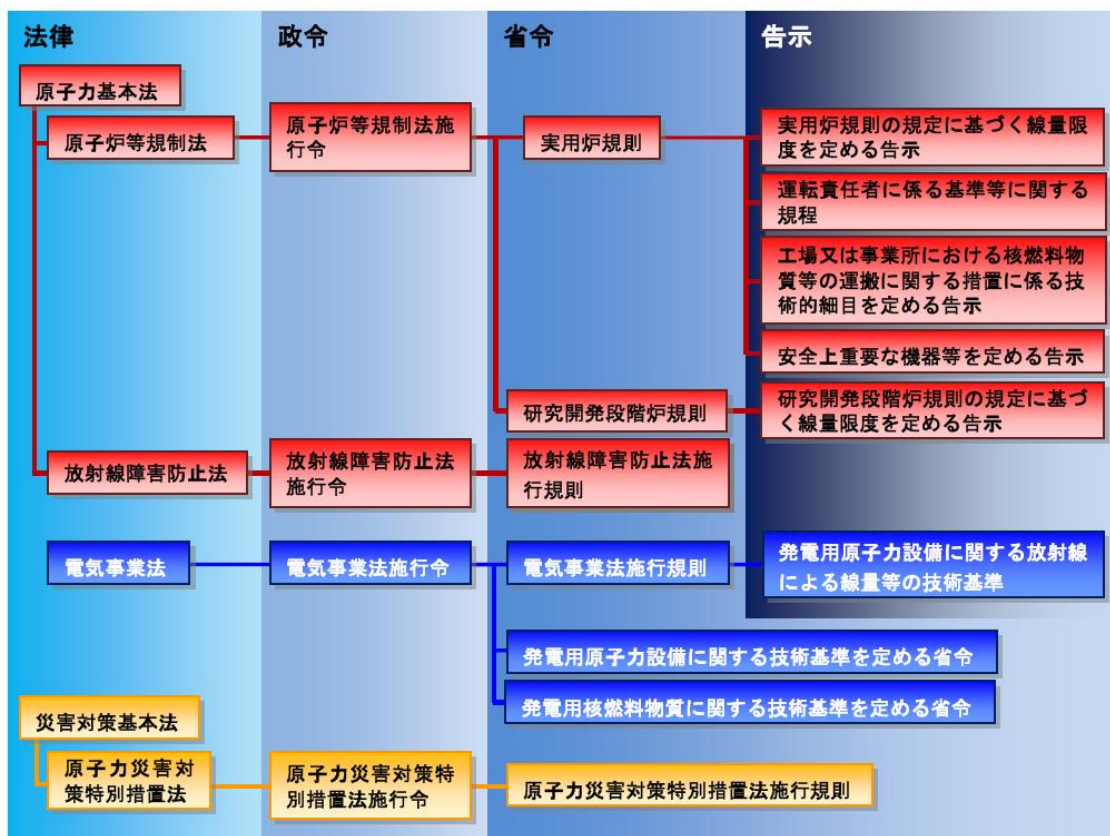 法律
政令
省令
告示
原子力基本法
原子炉等規制法
原子炉等規制法施
行令
実用炉規則
実用炉規則の規定に基づく線量限
度を定める告示
運転責任者に係る基準等に関する
規程
工場又は事業所における核燃料物
質等の運搬に関する措置に係る技
術的細目を定める告示
安全上重要な機器等を定める告示
研究開発段階炉規則
研究開発段階炉規則の規定に基づ
く線量限度を定める告示
放射線障害防止法
放射線障害防止法
施行令
放射線障害防止法施
行規則
電気事業法
電気事業法施行令
電気事業法施行規則
発電用原子力設備に関する放射線
による線量等の技術基準
発電用原子力設備に関する技術基準を定める省令
発電用核燃料物質に関する技術基準を定める省令
災害対策基本法
原子力災害対
策特別措置法
原子力災害対策特
別措置法施行令
原子力災害対策特別措置法施行規則